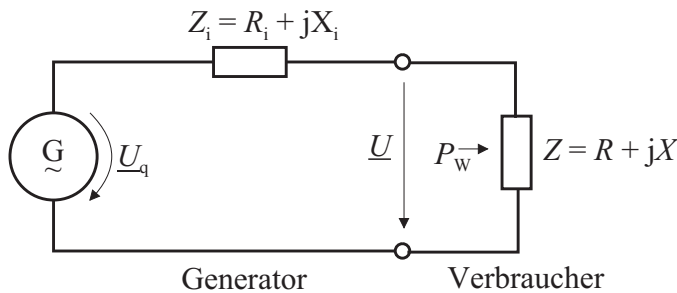 Z_i = R_i + jX_i
G
~
U_q
U
P_W
Z = R + jX
Generator
Verbraucher